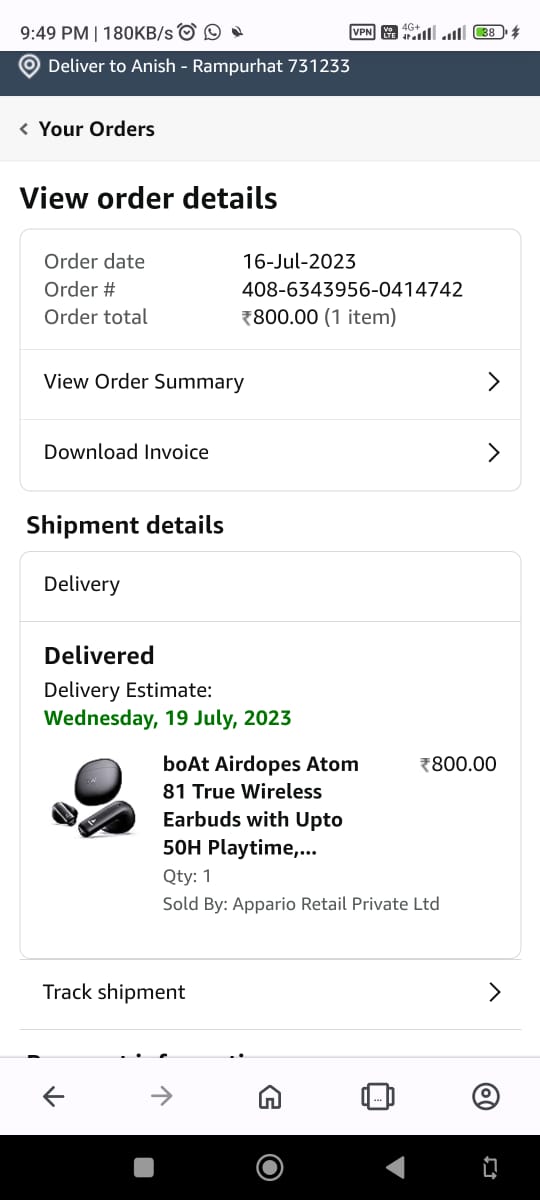 9:49 PM | 180KB/s
VPN
Vo LTE
4G+
38
Deliver to Anish - Rampurhat 731233
Your Orders
View order details
Order date 16-Jul-2023
Order # 408-6343956-0414742
Order total ₹800.00 (1 item)
View Order Summary
Download Invoice
Shipment details
Delivery
Delivered
Delivery Estimate:
Wednesday, 19 July, 2023
boAt Airdopes Atom ₹800.00
81 True Wireless
Earbuds with Upto
50H Playtime,...
Qty: 1
Sold By: Appario Retail Private Ltd
Track shipment